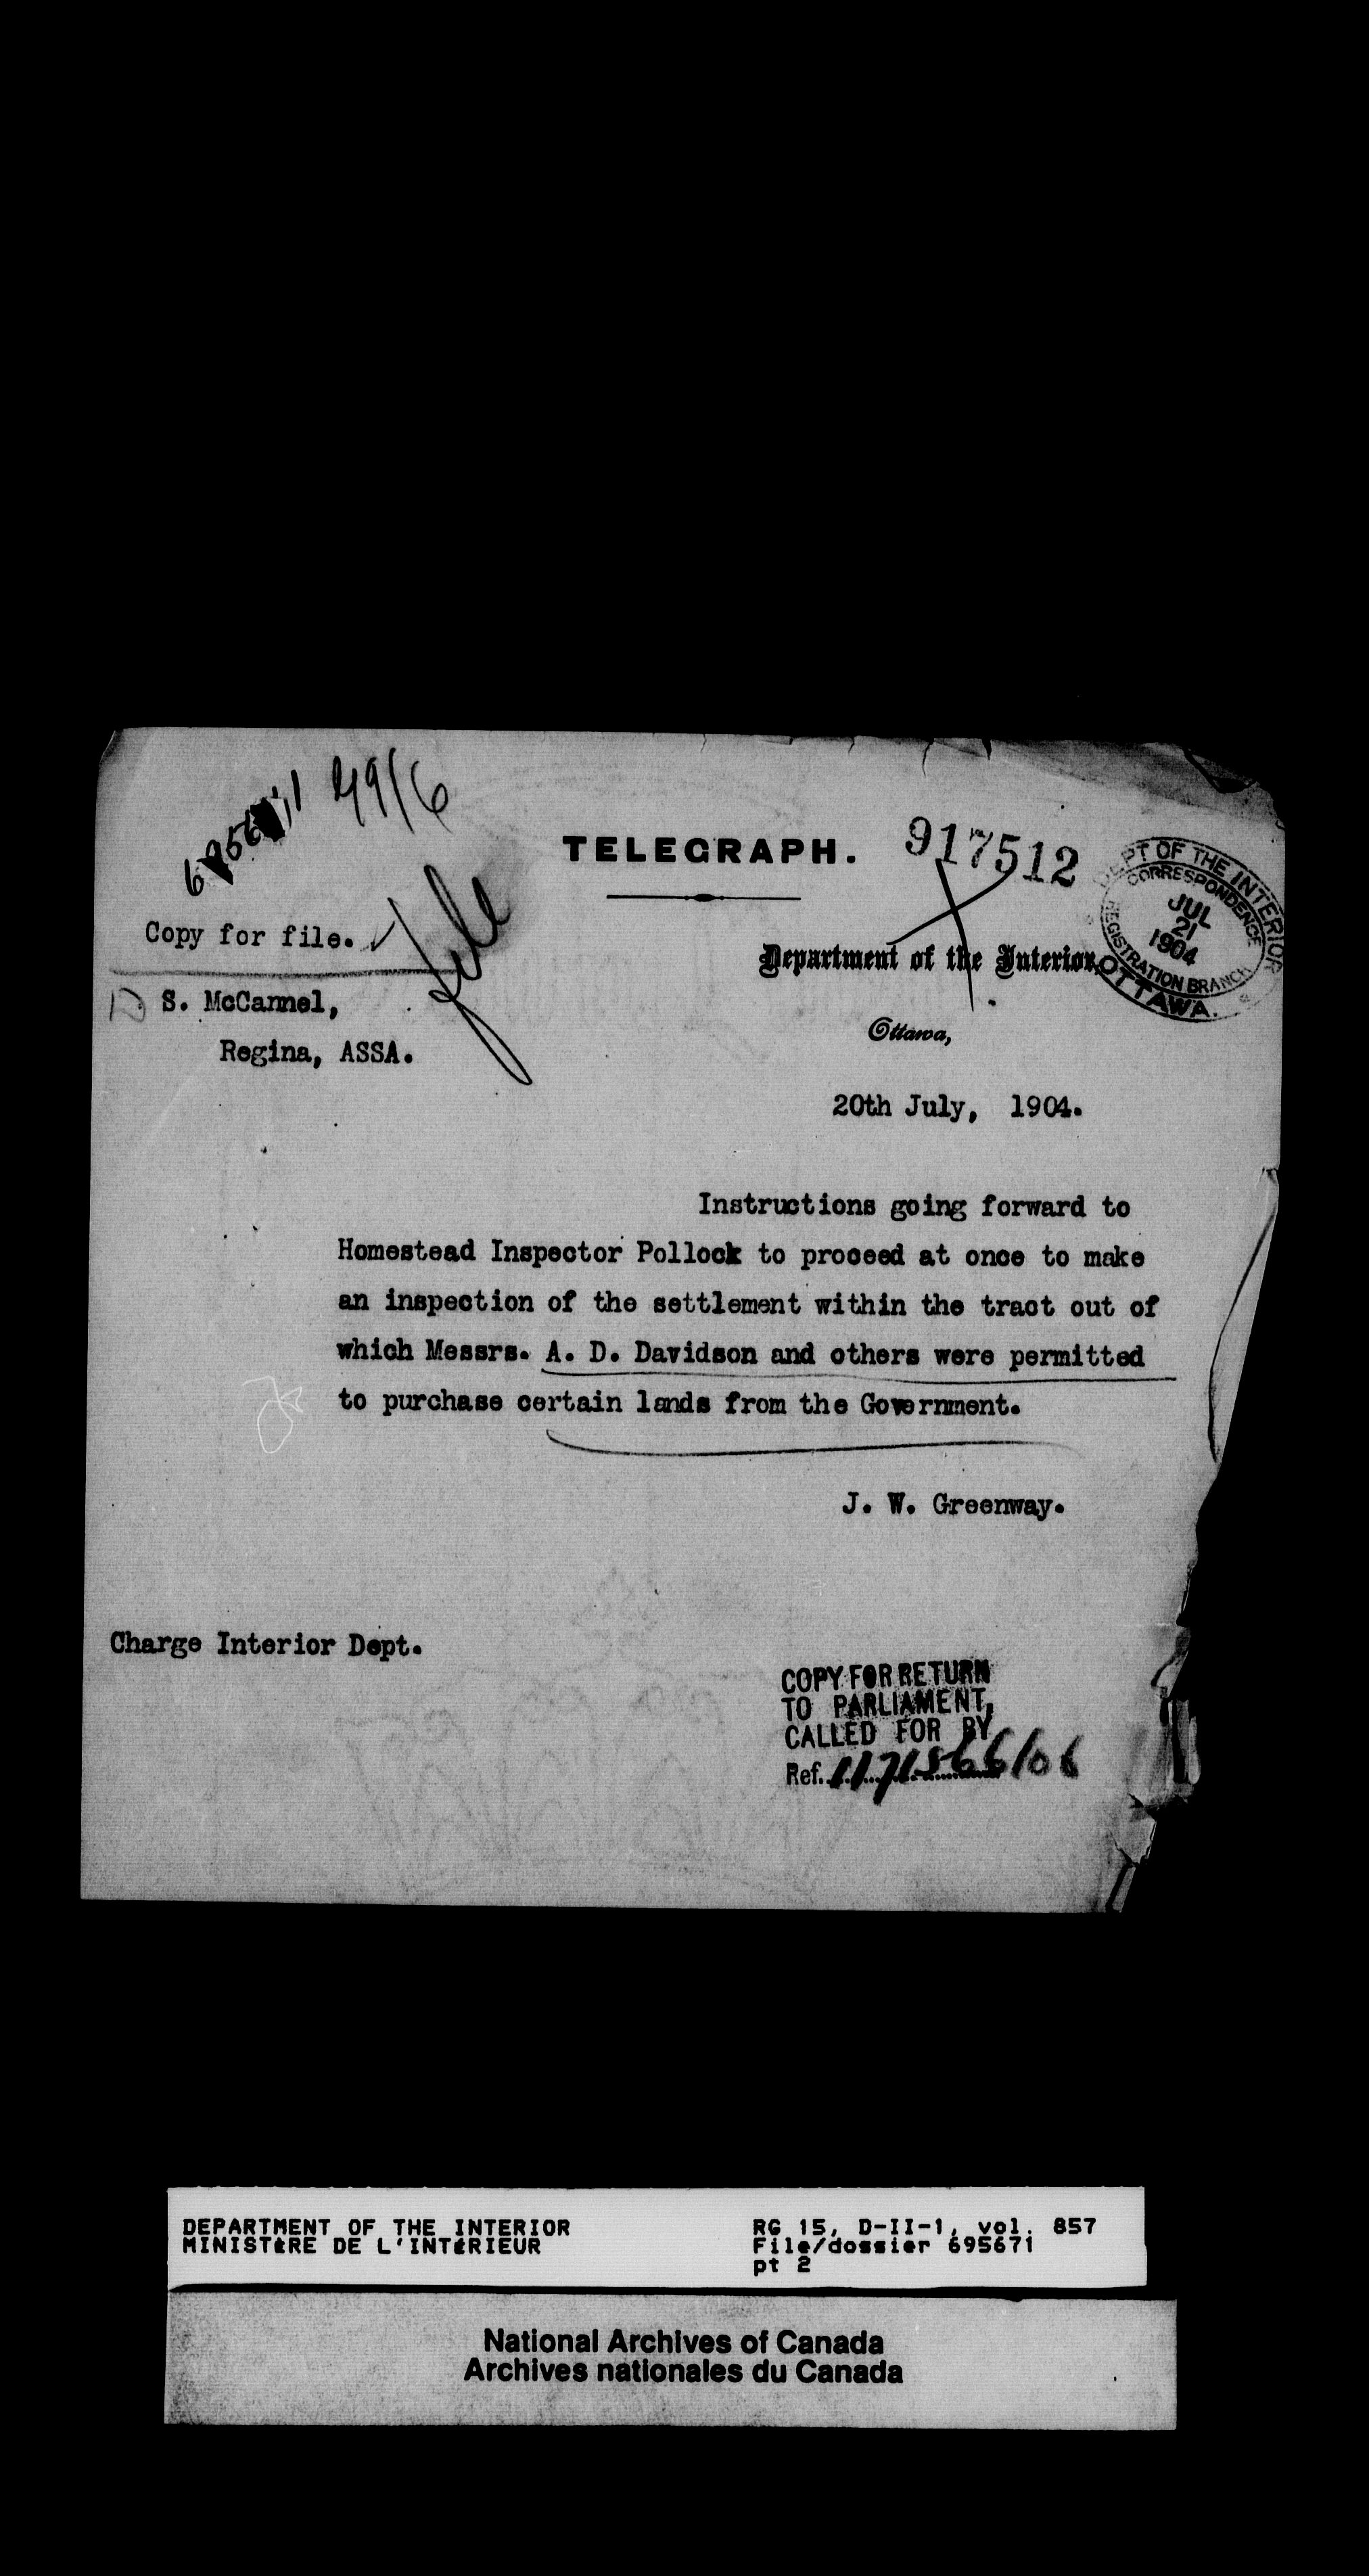 4916
TELEGRAPH.
917512
DEPT OF THE INTERIOR
CORRESPONDENCE
JUL
21
1904
REGISTRATION BRANCH
OTTAWA.
Copy for file.
file
Department of the Interior,
D. S. McCannel,
Regina, ASSA.
Ottawa,
20th July, 1904.
Instructions going forward to
Homestead Inspector Pollock to proceed at once to make
an inspection of the settlement within the tract out of
which Messrs. A. D. Davidson and others were permitted
to purchase certain lands from the Government.
J. W. Greenway.
Charge Interior Dept.
COPY FOR RETURN
TO PARLIAMENT,
CALLED FOR BY
Ref. 1171566/06
DEPARTMENT OF THE INTERIOR
MINISTÈRE DE L'INTÉRIEUR
RG 15, D-II-1, vol. 857
File/dossier 695671
pt 2
National Archives of Canada
Archives nationales du Canada